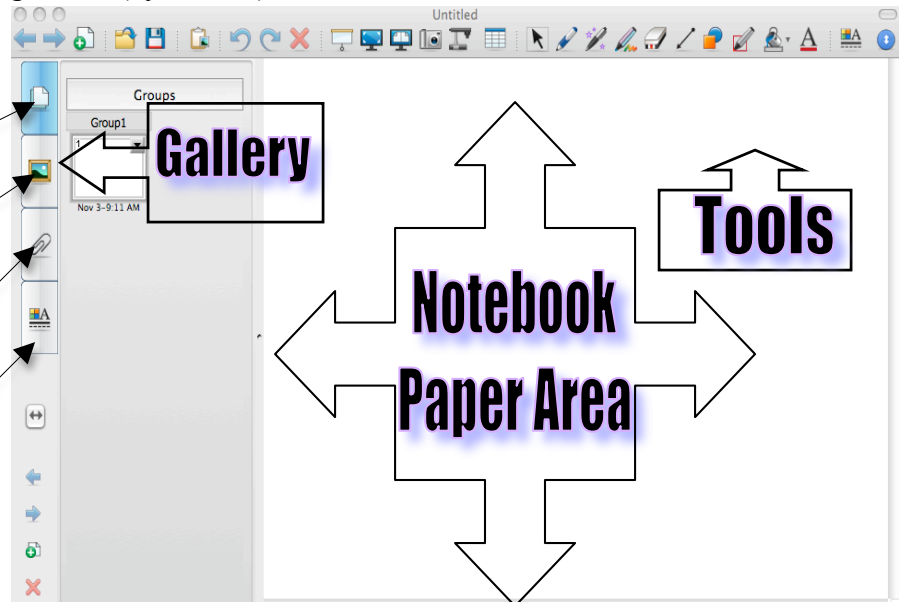 Untitled
Groups
Group1
1
Nov 3-9:11 AM
Gallery
Tools
Notebook
Paper Area